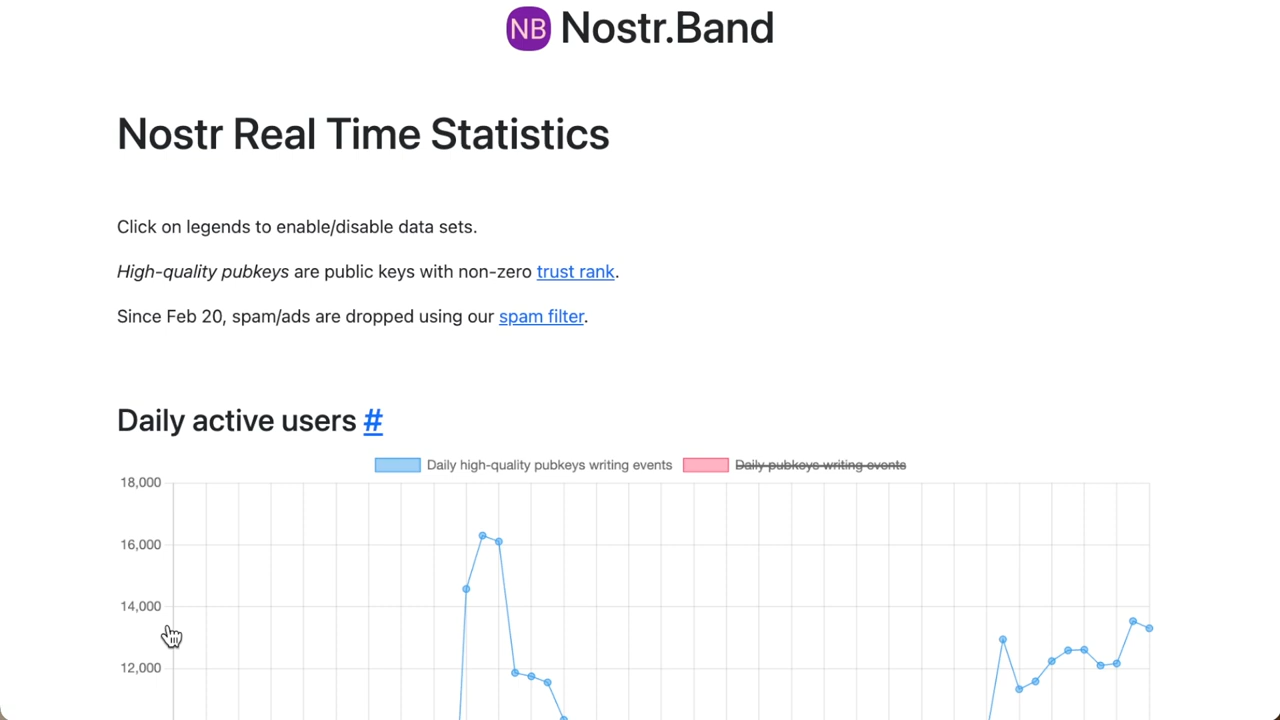 NB Nostr.Band
Nostr Real Time Statistics
Click on legends to enable/disable data sets.
High-quality pubkeys are public keys with non-zero trust rank.
Since Feb 20, spam/ads are dropped using our spam filter.
Daily active users #
Daily high-quality pubkeys writing events Daily pubkeys writing events
18,000
16,000
14,000
12,000